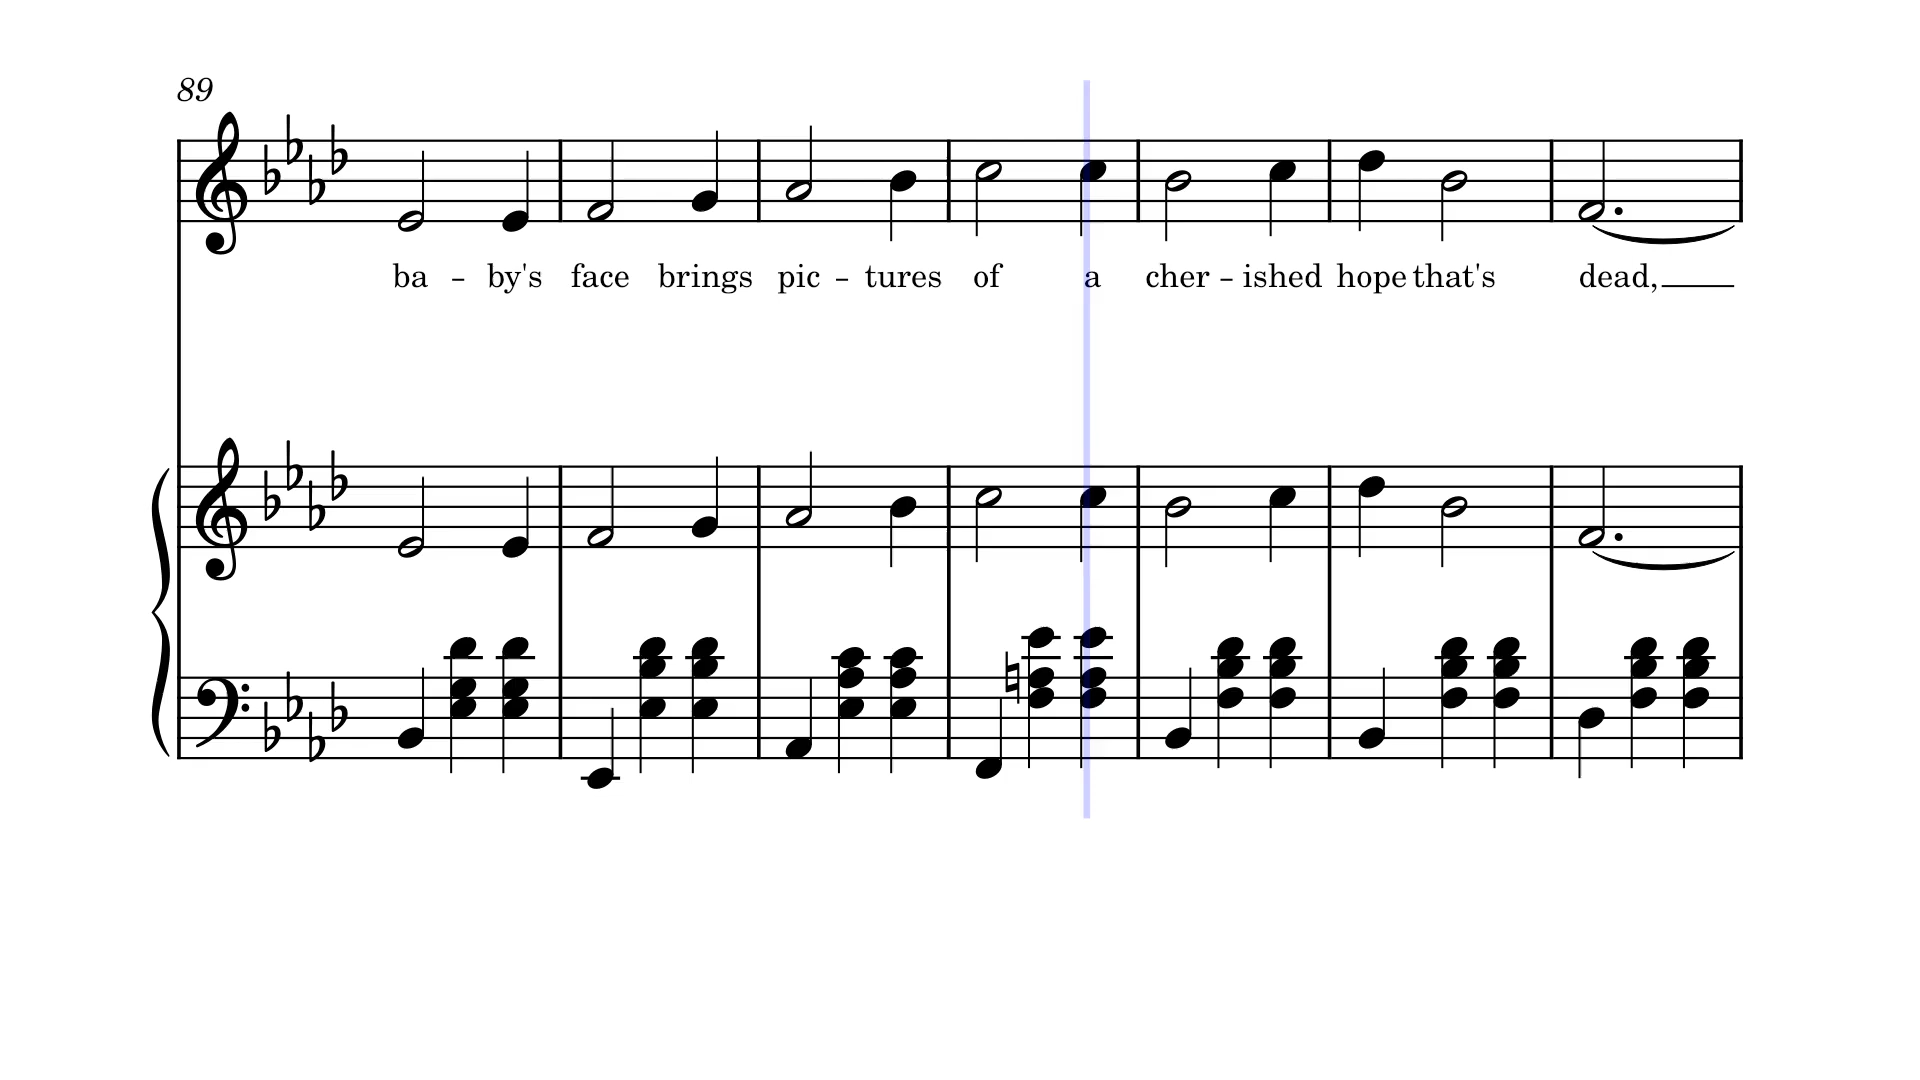 89
ba - by's face brings pic - tures of a cher - ished hope that's dead,